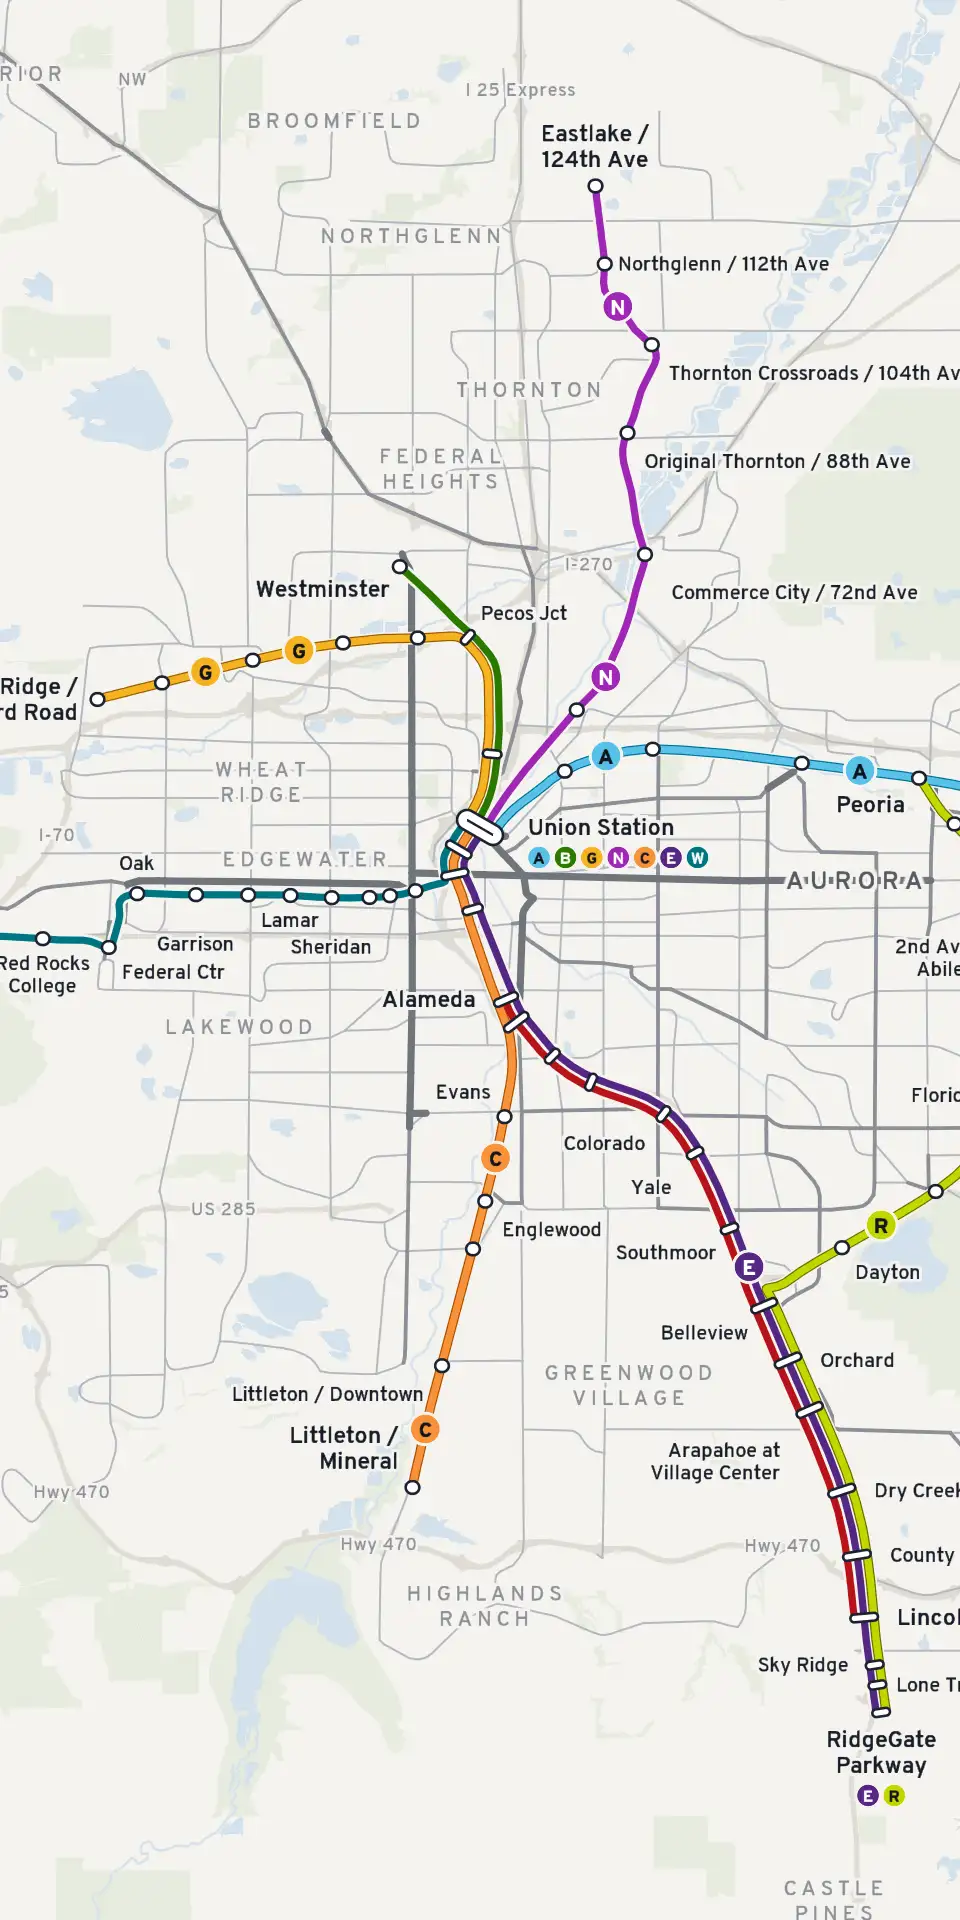 RIOR
NW
I 25 Express
BROOMFIELD
Eastlake /
124th Ave
NORTHGLENN
Northglenn / 112th Ave
N
Thornton Crossroads / 104th Av
THORNTON
FEDERAL
HEIGHTS
Original Thornton / 88th Ave
I-270
Westminster
Commerce City / 72nd Ave
Pecos Jct
G
G
N
Ridge /
rd Road
WHEAT
RIDGE
A
A
Peoria
I-70
Union Station
A B G N C E W
EDGEWATER
Oak
AURORA
Lamar
Garrison
Sheridan
2nd Av
Abile
Red Rocks
College
Federal Ctr
Alameda
LAKEWOOD
Evans
Florid
Colorado
C
Yale
US 285
Englewood
R
Southmoor
E
Dayton
5
Belleview
Orchard
GREENWOOD
VILLAGE
Littleton / Downtown
Littleton /
Mineral
C
Arapahoe at
Village Center
Hwy 470
Dry Creek
Hwy 470
Hwy 470
County
HIGHLANDS
RANCH
Lincol
Sky Ridge
Lone Tr
RidgeGate
Parkway
E R
CASTLE
PINES